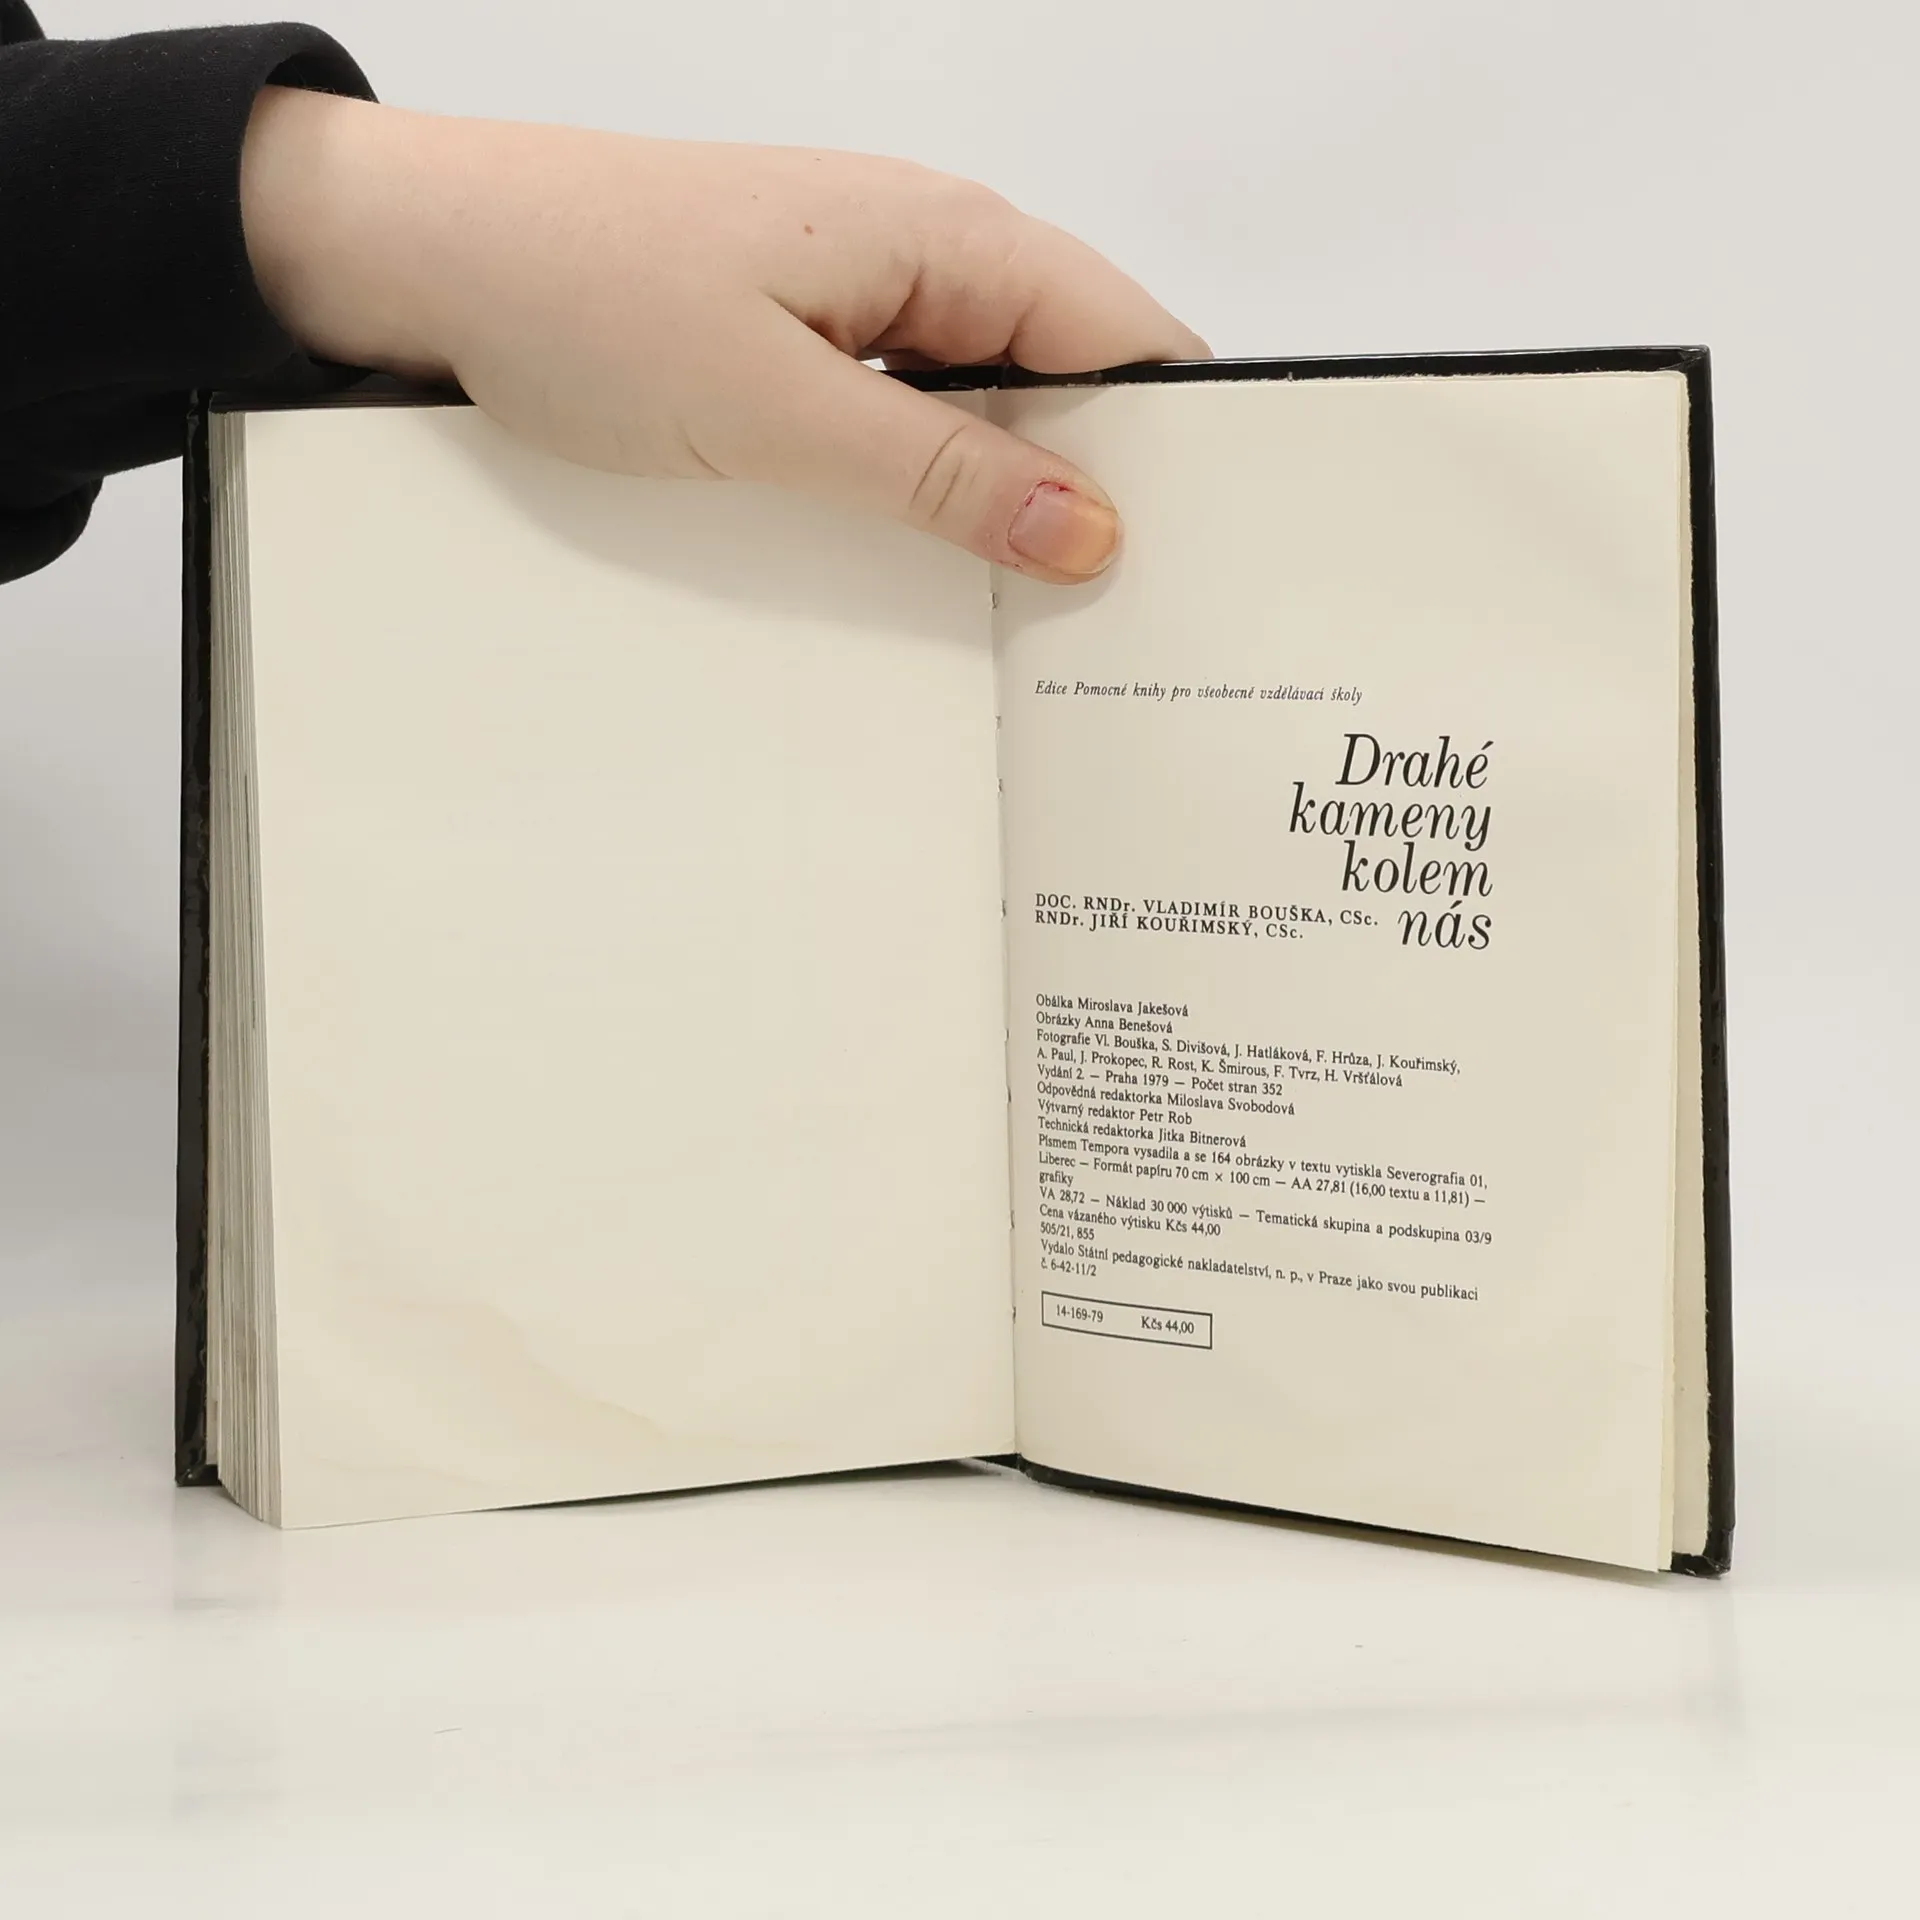 Edice Pomocné knihy pro všeobecně vzdělávací školy
Drahé
kameny
kolem
nás
DOC. RNDr. VLADIMÍR BOUŠKA, CSc.
RNDr. JIŘÍ KOUŘIMSKÝ, CSc.
Obálka Miroslava Jakešová
Obrázky Anna Benešová
Fotografie Vl. Bouška, S. Divišová, J. Hatláková, F. Hrůza, J. Kouřimský,
A. Paul, J. Prokopec, R. Rost, K. Šmirous, F. Tvrz, H. Vršťálová
Vydání 2. — Praha 1979 — Počet stran 352
Odpovědná redaktorka Miloslava Svobodová
Výtvarný redaktor Petr Rob
Technická redaktorka Jitka Bitnerová
Písmem Tempora vysadila a se 164 obrázky v textu vytiskla Severografia 01,
Liberec — Formát papíru 70 cm × 100 cm — AA 27,81 (16,00 textu a 11,81) —
grafiky
VA 28,72 — Náklad 30 000 výtisků — Tematická skupina a podskupina 03/9
Cena vázaného výtisku Kčs 44,00
505/21, 855
Vydalo Státní pedagogické nakladatelství, n. p., v Praze jako svou publikaci
č. 6-42-11/2
14-169-79 Kčs 44,00